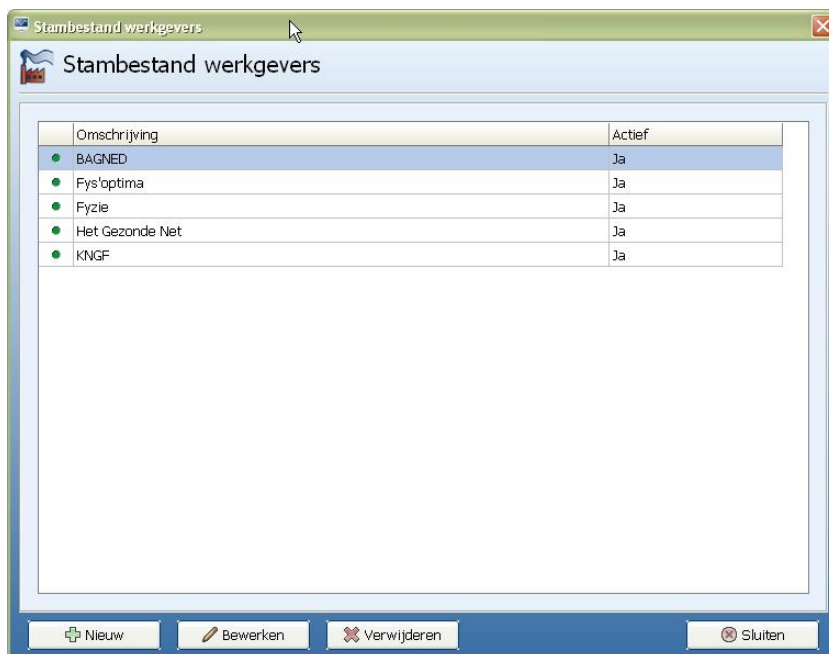 Stambestand werkgevers
Stambestand werkgevers
Omschrijving Actief
BAGNED Ja
Fys'optima Ja
Fyzie Ja
Het Gezonde Net Ja
KNGF Ja
Nieuw Bewerken Verwijderen Sluiten